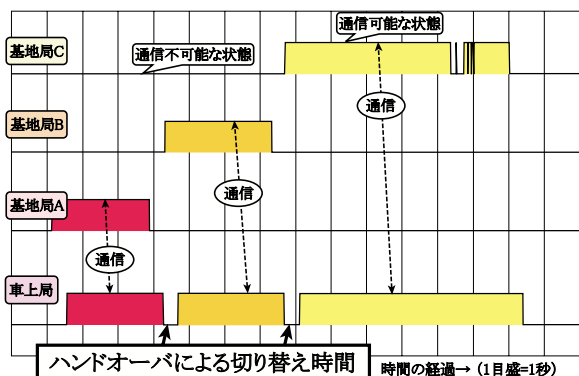 通信可能な状態
基地局C
通信不可能な状態
通信
基地局B
通信
基地局A
通信
車上局
ハンドオーバによる切り替え時間
時間の経過→ (1目盛=1秒)